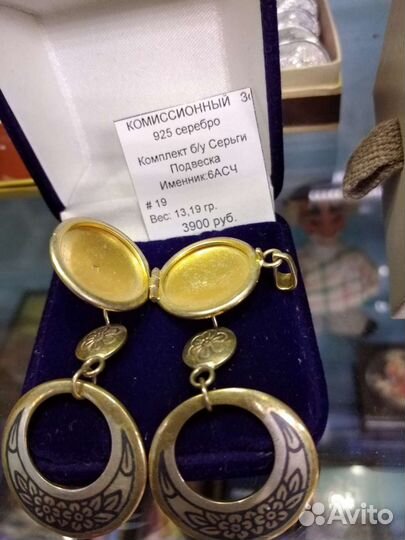 КОМИССИОННЫЙ
925 серебро
Комплект б/у Серьги
Подвеска
Именник:6АСЧ
# 19
Вес: 13,19 гр.
3900 руб.
Avito